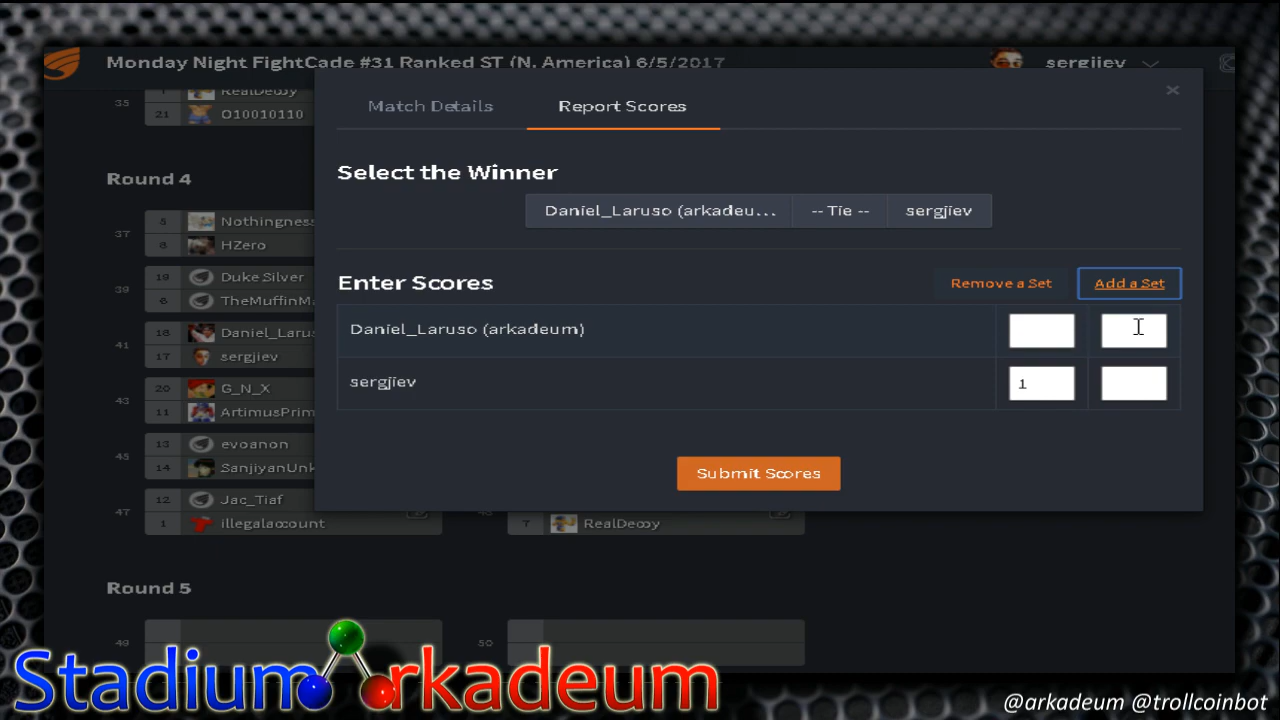 Monday Night FightCade #31 Ranked ST (N. America) 6/5/2017
sergjiev
Match Details
Report Scores
×
Select the Winner
Daniel_Laruso (arkadeu...
-- Tie --
sergjiev
Enter Scores
Remove a Set
Add a Set
Daniel_Laruso (arkadeum)
sergjiev
1
Submit Scores
35
RealDeoxy
21 O10010110
Round 4
37
5 Nothingness
8 HZero
39
19 Duke Silver
6 TheMuffinMa
41
18 Daniel_Larus
17 sergjiev
43
20 G_N_X
11 ArtimusPrim
45
13 evoanon
14 SanjiyanUnk
47
12 Jac_Tiaf
1 illegalaccount
7 RealDeoxy
Round 5
49
50
Stadium Arkadeum
@arkadeum @trollcoinbot